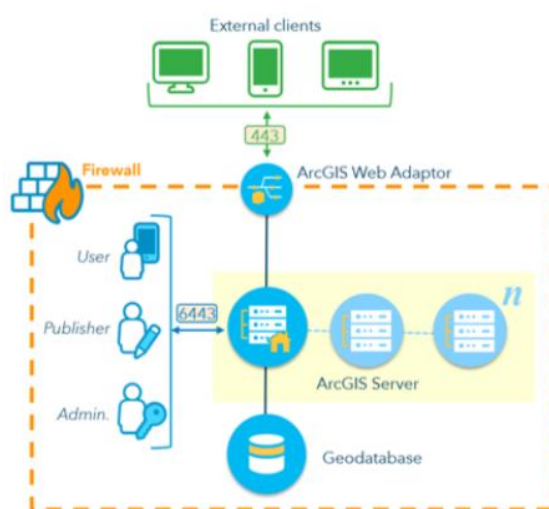 External clients
443
Firewall
ArcGIS Web Adaptor
User
6443
n
Publisher
ArcGIS Server
Admin.
Geodatabase